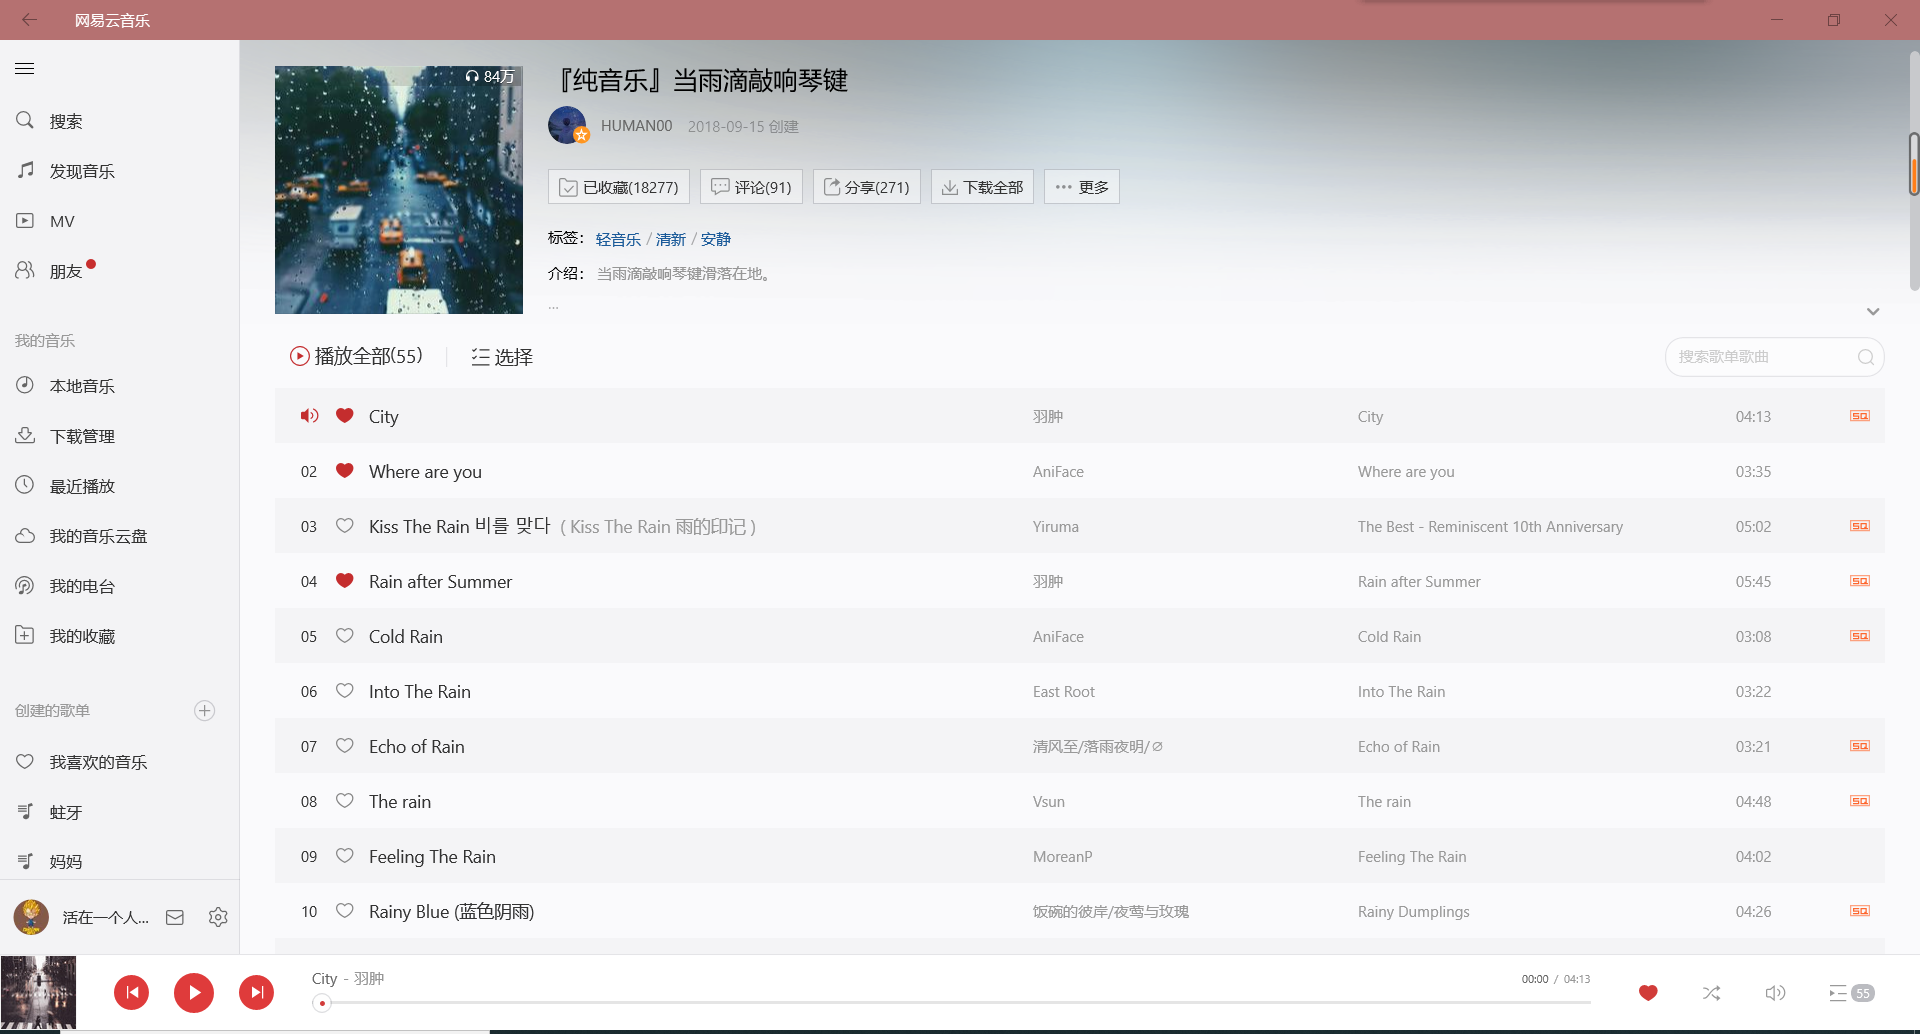 网易云音乐
搜索
发现音乐
MV
朋友
我的音乐
本地音乐
下载管理
最近播放
我的音乐云盘
我的电台
我的收藏
创建的歌单
我喜欢的音乐
蛀牙
妈妈
活在一个人...
84万
『纯音乐』当雨滴敲响琴键
HUMAN00 2018-09-15 创建
已收藏(18277) 评论(91) 分享(271) 下载全部 ··· 更多
标签： 轻音乐 / 清新 / 安静
介绍： 当雨滴敲响琴键滑落在地。
...
播放全部(55) 选择 搜索歌单歌曲
City 羽肿 City 04:13 SQ
02 Where are you AniFace Where are you 03:35
03 Kiss The Rain 비를 맞다 ( Kiss The Rain 雨的印记 ) Yiruma The Best - Reminiscent 10th Anniversary 05:02 SQ
04 Rain after Summer 羽肿 Rain after Summer 05:45 SQ
05 Cold Rain AniFace Cold Rain 03:08 SQ
06 Into The Rain East Root Into The Rain 03:22
07 Echo of Rain 清风至/落雨夜明/∅ Echo of Rain 03:21 SQ
08 The rain Vsun The rain 04:48 SQ
09 Feeling The Rain MoreanP Feeling The Rain 04:02
10 Rainy Blue (蓝色阴雨) 饭碗的彼岸/夜莺与玫瑰 Rainy Dumplings 04:26 SQ
City - 羽肿 00:00 / 04:13
55